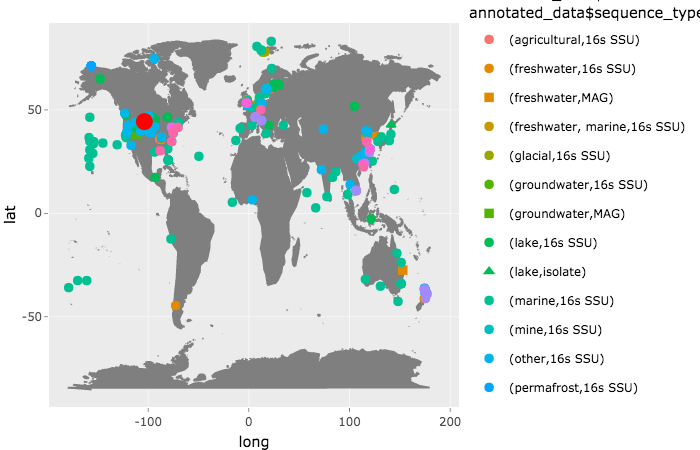 annotated_data$sequence_type
(agricultural,16s SSU)
(freshwater,16s SSU)
(freshwater,MAG)
(freshwater, marine,16s SSU)
(glacial,16s SSU)
(groundwater,16s SSU)
(groundwater,MAG)
(lake,16s SSU)
(lake,isolate)
(marine,16s SSU)
(mine,16s SSU)
(other,16s SSU)
(permafrost,16s SSU)
lat
50
0
-50
-100
0
100
200
long